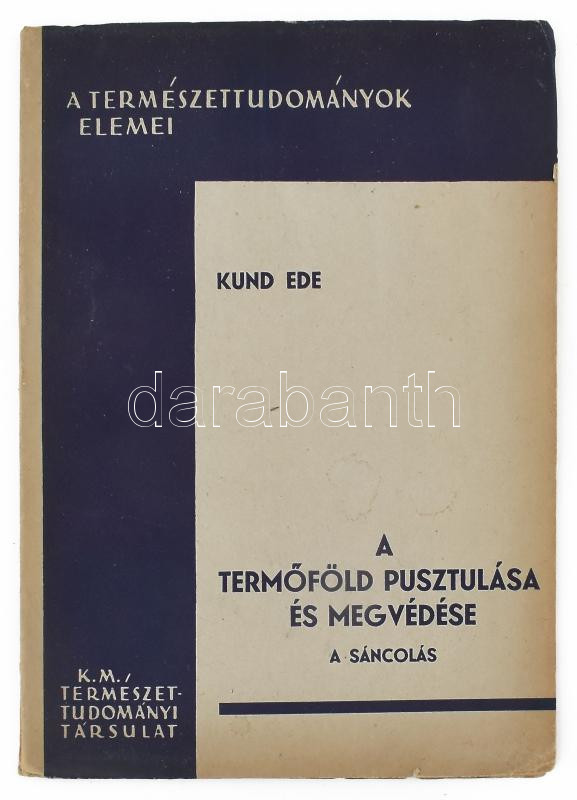 A TERMÉSZETTUDOMÁNYOK
ELEMEI
KUND EDE
darabanth
A
TERMŐFÖLD PUSZTULÁSA
ÉS MEGVÉDÉSE
A SÁNCOLÁS
K.M.
TERMÉSZET-
TUDOMÁNYI
TÁRSULAT